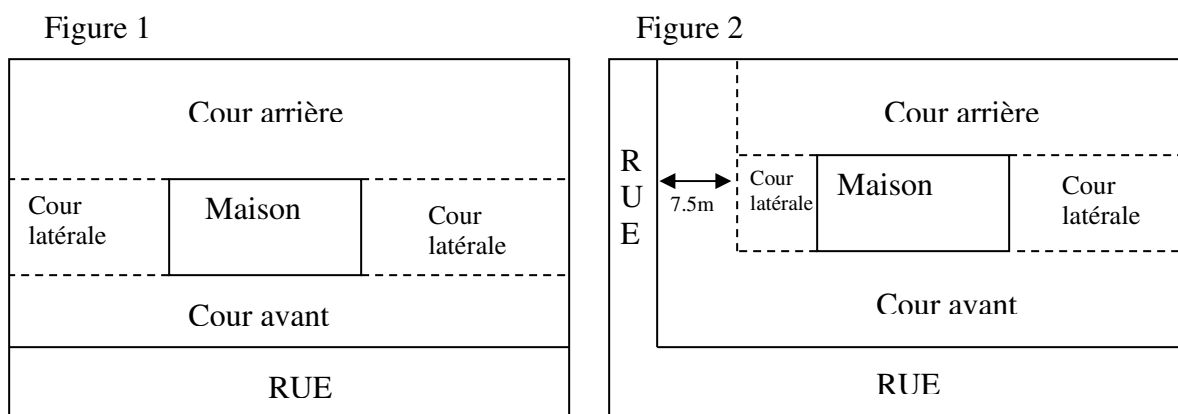 Figure 1
Cour arrière
Cour
latérale
Maison
Cour
latérale
Cour avant
RUE
Figure 2
R
U
E
Cour arrière
7.5m
Cour
latérale
Maison
Cour
latérale
Cour avant
RUE